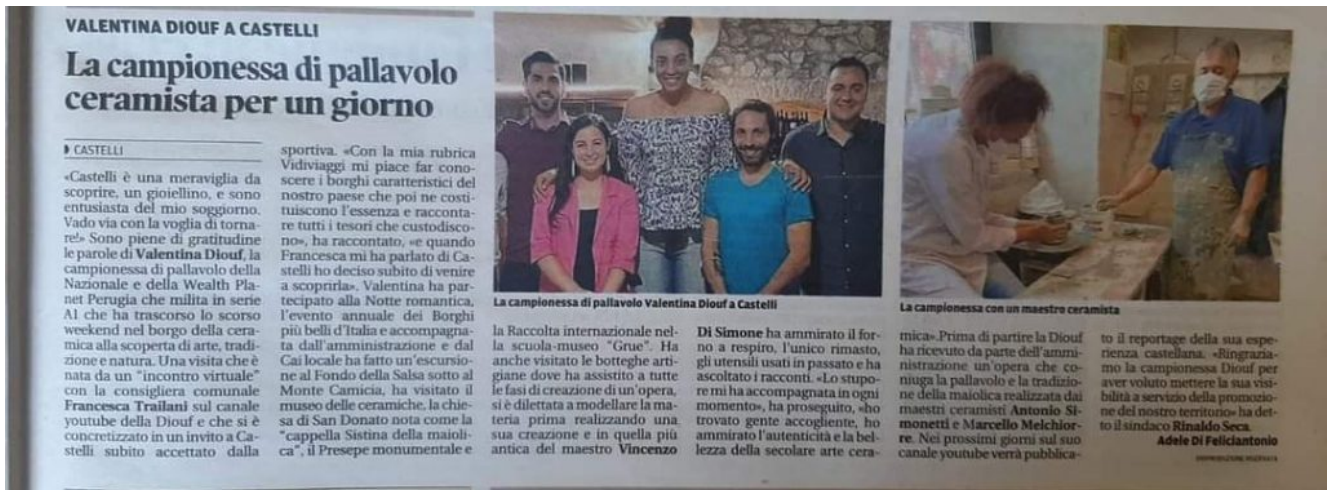 VALENTINA DIOUF A CASTELLI
La campionessa di pallavolo
ceramista per un giorno
CASTELLI
«Castelli è una meraviglia da
scoprire, un gioiellino, e sono
entusiasta del mio soggiorno.
Vado via con la voglia di torna-
re!» Sono piene di gratitudine
le parole di Valentina Diouf, la
campionessa di pallavolo della
Nazionale e della Wealth Pla-
net Perugia che milita in serie
A1 che ha trascorso lo scorso
weekend nel borgo della cera-
mica alla scoperta di arte, tradi-
zione e natura. Una visita che è
nata da un "incontro virtuale"
con la consigliera comunale
Francesca Trailani sul canale
youtube della Diouf e che si è
concretizzato in un invito a Ca-
stelli subito accettato dalla
sportiva. «Con la mia rubrica
Vidiviaggi mi piace far cono-
scere i borghi caratteristici del
nostro paese che poi ne costi-
tuiscono l'essenza e racconta-
re tutti i tesori che custodisco-
no», ha raccontato, «e quando
Francesca mi ha parlato di Ca-
stelli ho deciso subito di venire
a scoprirla». Valentina ha par-
tecipato alla Notte romantica,
l'evento annuale dei Borghi
più belli d'Italia e accompagna-
ta dall'amministrazione e dal
Cai locale ha fatto un'escursio-
ne al Fondo della Salsa sotto al
Monte Camicia, ha visitato il
museo delle ceramiche, la chie-
sa di San Donato nota come la
"cappella Sistina della maioli-
ca", il Presepe monumentale e
La campionessa di pallavolo Valentina Diouf a Castelli
la Raccolta internazionale nel-
la scuola-museo "Grue". Ha
anche visitato le botteghe arti-
giane dove ha assistito a tutte
le fasi di creazione di un'opera,
si è dilettata a modellare la ma-
teria prima realizzando una
sua creazione e in quella più
antica del maestro Vincenzo
Di Simone ha ammirato il for-
no a respiro, l'unico rimasto,
gli utensili usati in passato e ha
ascoltato i racconti. «Lo stupo-
re mi ha accompagnata in ogni
momento», ha proseguito, «ho
trovato gente accogliente, ho
ammirato l'autenticità e la bel-
lezza della secolare arte cera-
La campionessa con un maestro ceramista
mica».Prima di partire la Diouf
ha ricevuto da parte dell'ammi-
nistrazione un'opera che co-
niuga la pallavolo e la tradizio-
ne della maiolica realizzata dai
maestri ceramisti Antonio Si-
monetti e Marcello Melchior-
re. Nei prossimi giorni sul suo
canale youtube verrà pubblica-
to il reportage della sua espe-
rienza castellana. «Ringrazia-
mo la campionessa Diouf per
aver voluto mettere la sua visi-
bilità a servizio della promozio-
ne del nostro territorio» ha det-
to il sindaco Rinaldo Seca.
Adele Di Feliciantonio
©RIPRODUZIONE RISERVATA